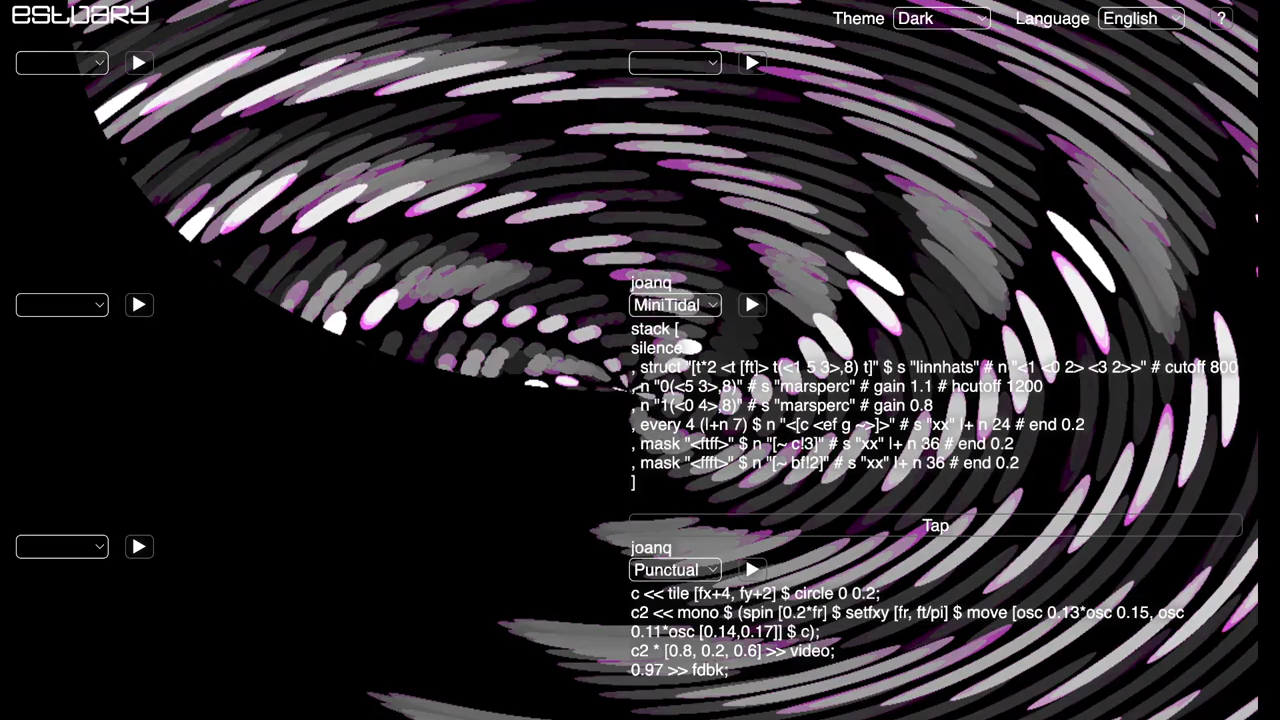 estuary
Theme Dark Language English ?
joanq
MiniTidal
stack [
silence
, struct "[t*2 <t [ft]> t(<1 5 3>,8) t]" $ s "linnhats" # n "<1 <0 2> <3 2>>" # cutoff 800
, n "0(<5 3>,8)" # s "marsperc" # gain 1.1 # hcutoff 1200
, n "1(<0 4>,8)" # s "marsperc" # gain 0.8
, every 4 (|+n 7) $ n "<[c <ef g ~>]>" # s "xx" |+ n 24 # end 0.2
, mask "<ftff>" $ n "[~ c!3]" # s "xx" |+ n 36 # end 0.2
, mask "<ffft>" $ n "[~ bf!2]" # s "xx" |+ n 36 # end 0.2
]
Tap
joanq
Punctual
c << tile [fx+4, fy+2] $ circle 0 0.2;
c2 << mono $ (spin [0.2*fr] $ setfxy [fr, ft/pi] $ move [osc 0.13*osc 0.15, osc
0.11*osc [0.14,0.17]] $ c);
c2 * [0.8, 0.2, 0.6] >> video;
0.97 >> fdbk;